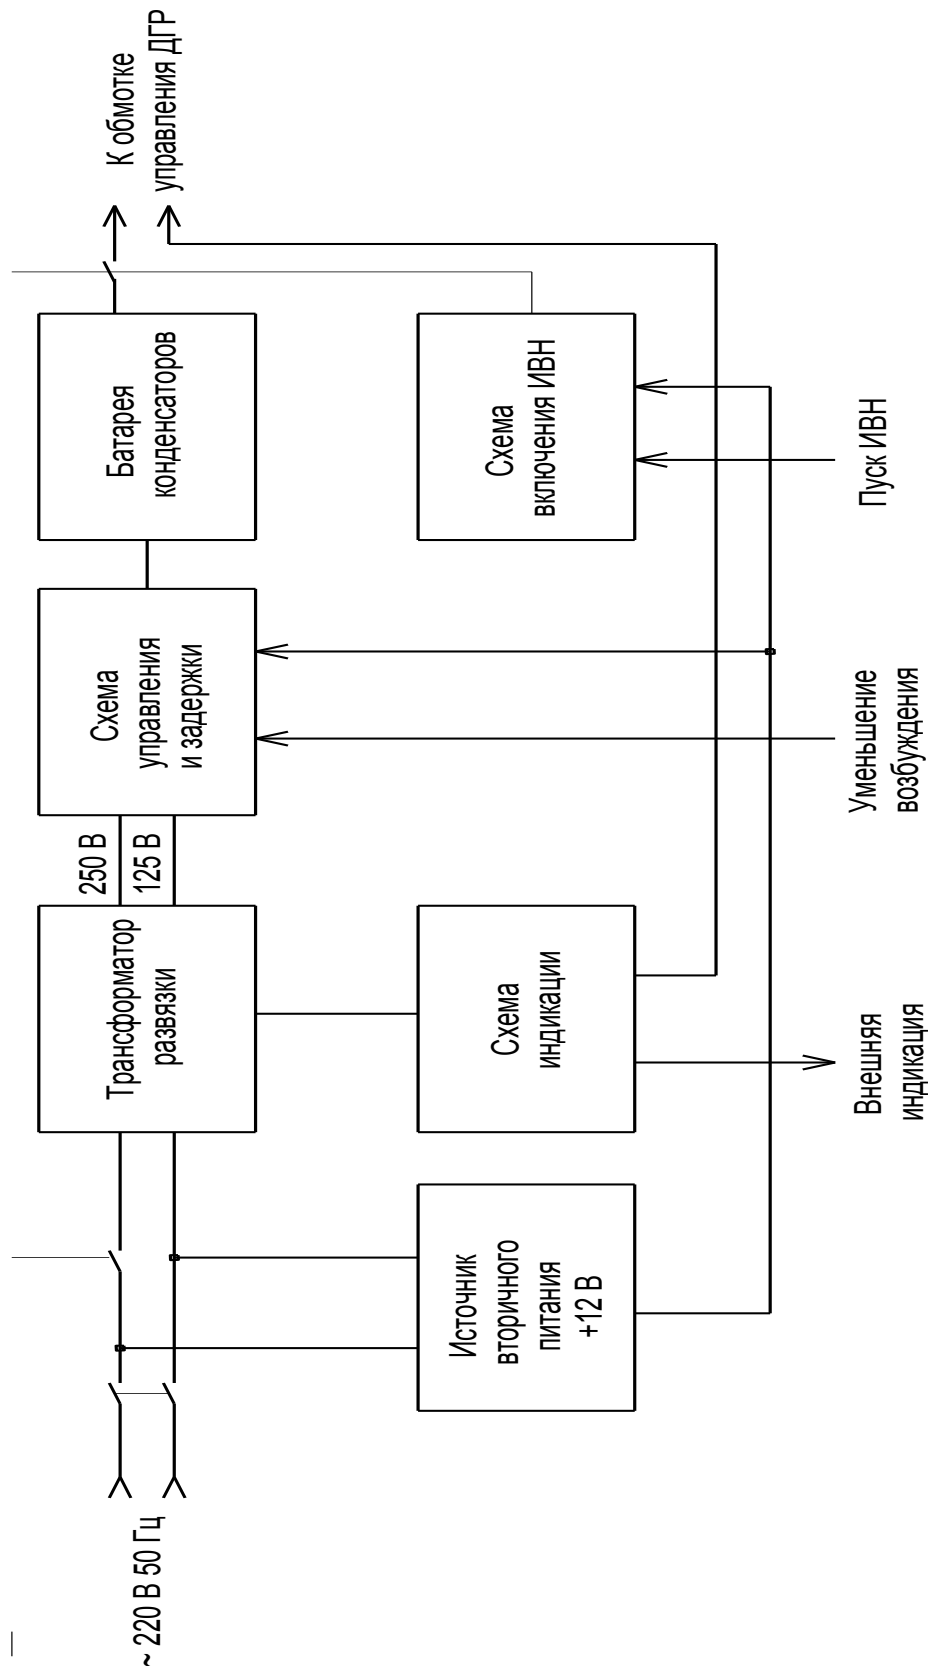 ~ 220 В 50 Гц
Трансформатор
развязки
250 В
125 В
Схема
управления
и задержки
Батарея
конденсаторов
К обмотке
управления ДГР
Источник
вторичного
питания
+12 В
Схема
индикации
Схема
включения ИВН
Внешняя
индикация
Уменьшение
возбуждения
Пуск ИВН